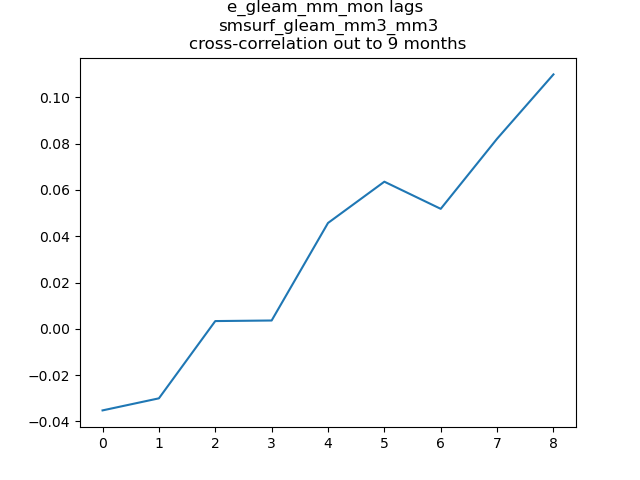 e_gleam_mm_mon lags
smsurf_gleam_mm3_mm3
cross-correlation out to 9 months
0.10
0.08
0.06
0.04
0.02
0.00
−0.02
−0.04
0 1 2 3 4 5 6 7 8